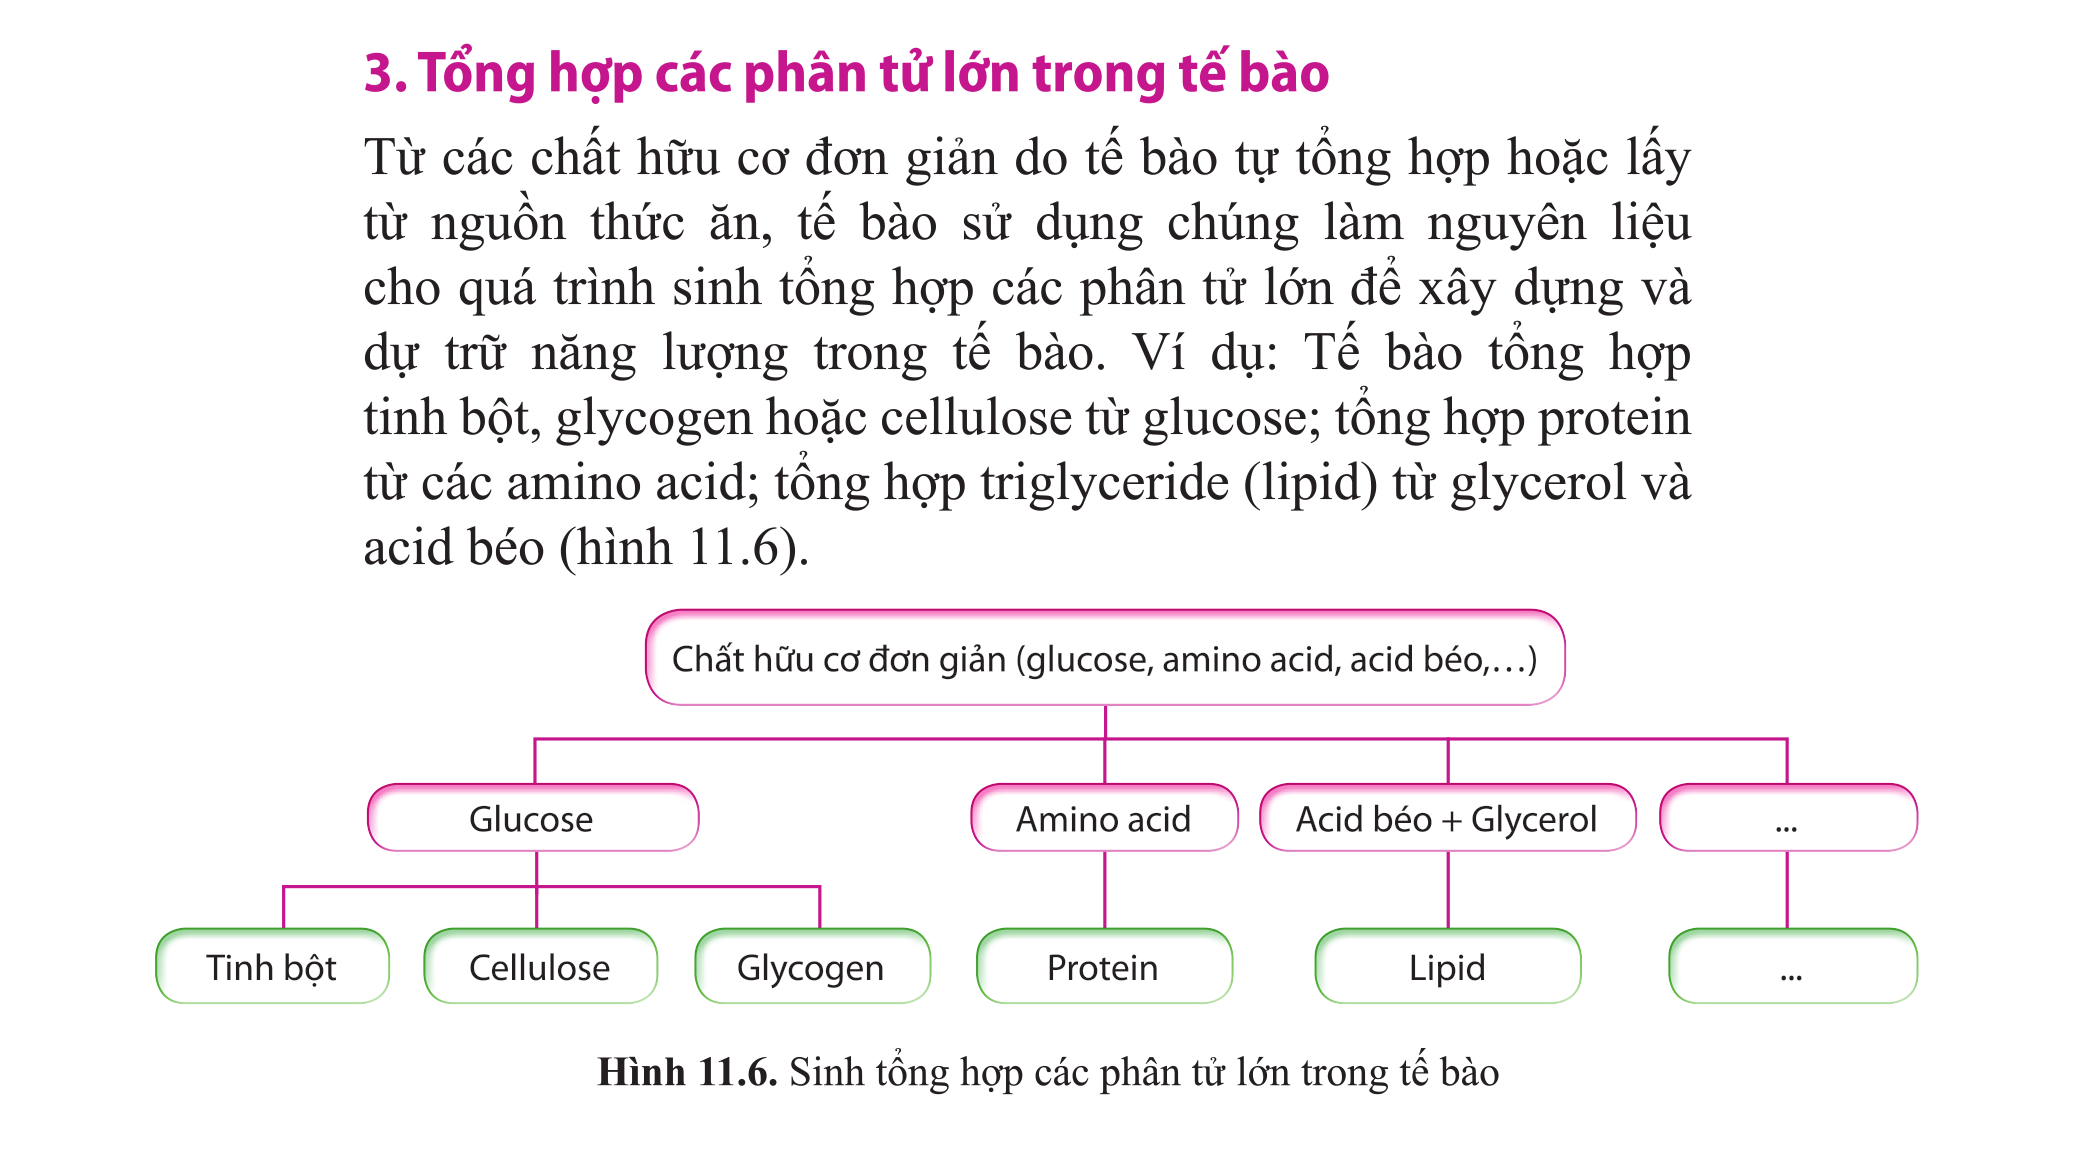 3. Tổng hợp các phân tử lớn trong tế bào
Từ các chất hữu cơ đơn giản do tế bào tự tổng hợp hoặc lấy
từ nguồn thức ăn, tế bào sử dụng chúng làm nguyên liệu
cho quá trình sinh tổng hợp các phân tử lớn để xây dựng và
dự trữ năng lượng trong tế bào. Ví dụ: Tế bào tổng hợp
tinh bột, glycogen hoặc cellulose từ glucose; tổng hợp protein
từ các amino acid; tổng hợp triglyceride (lipid) từ glycerol và
acid béo (hình 11.6).
Chất hữu cơ đơn giản (glucose, amino acid, acid béo,...)
Glucose
Amino acid
Acid béo + Glycerol
...
Tinh bột
Cellulose
Glycogen
Protein
Lipid
...
Hình 11.6. Sinh tổng hợp các phân tử lớn trong tế bào